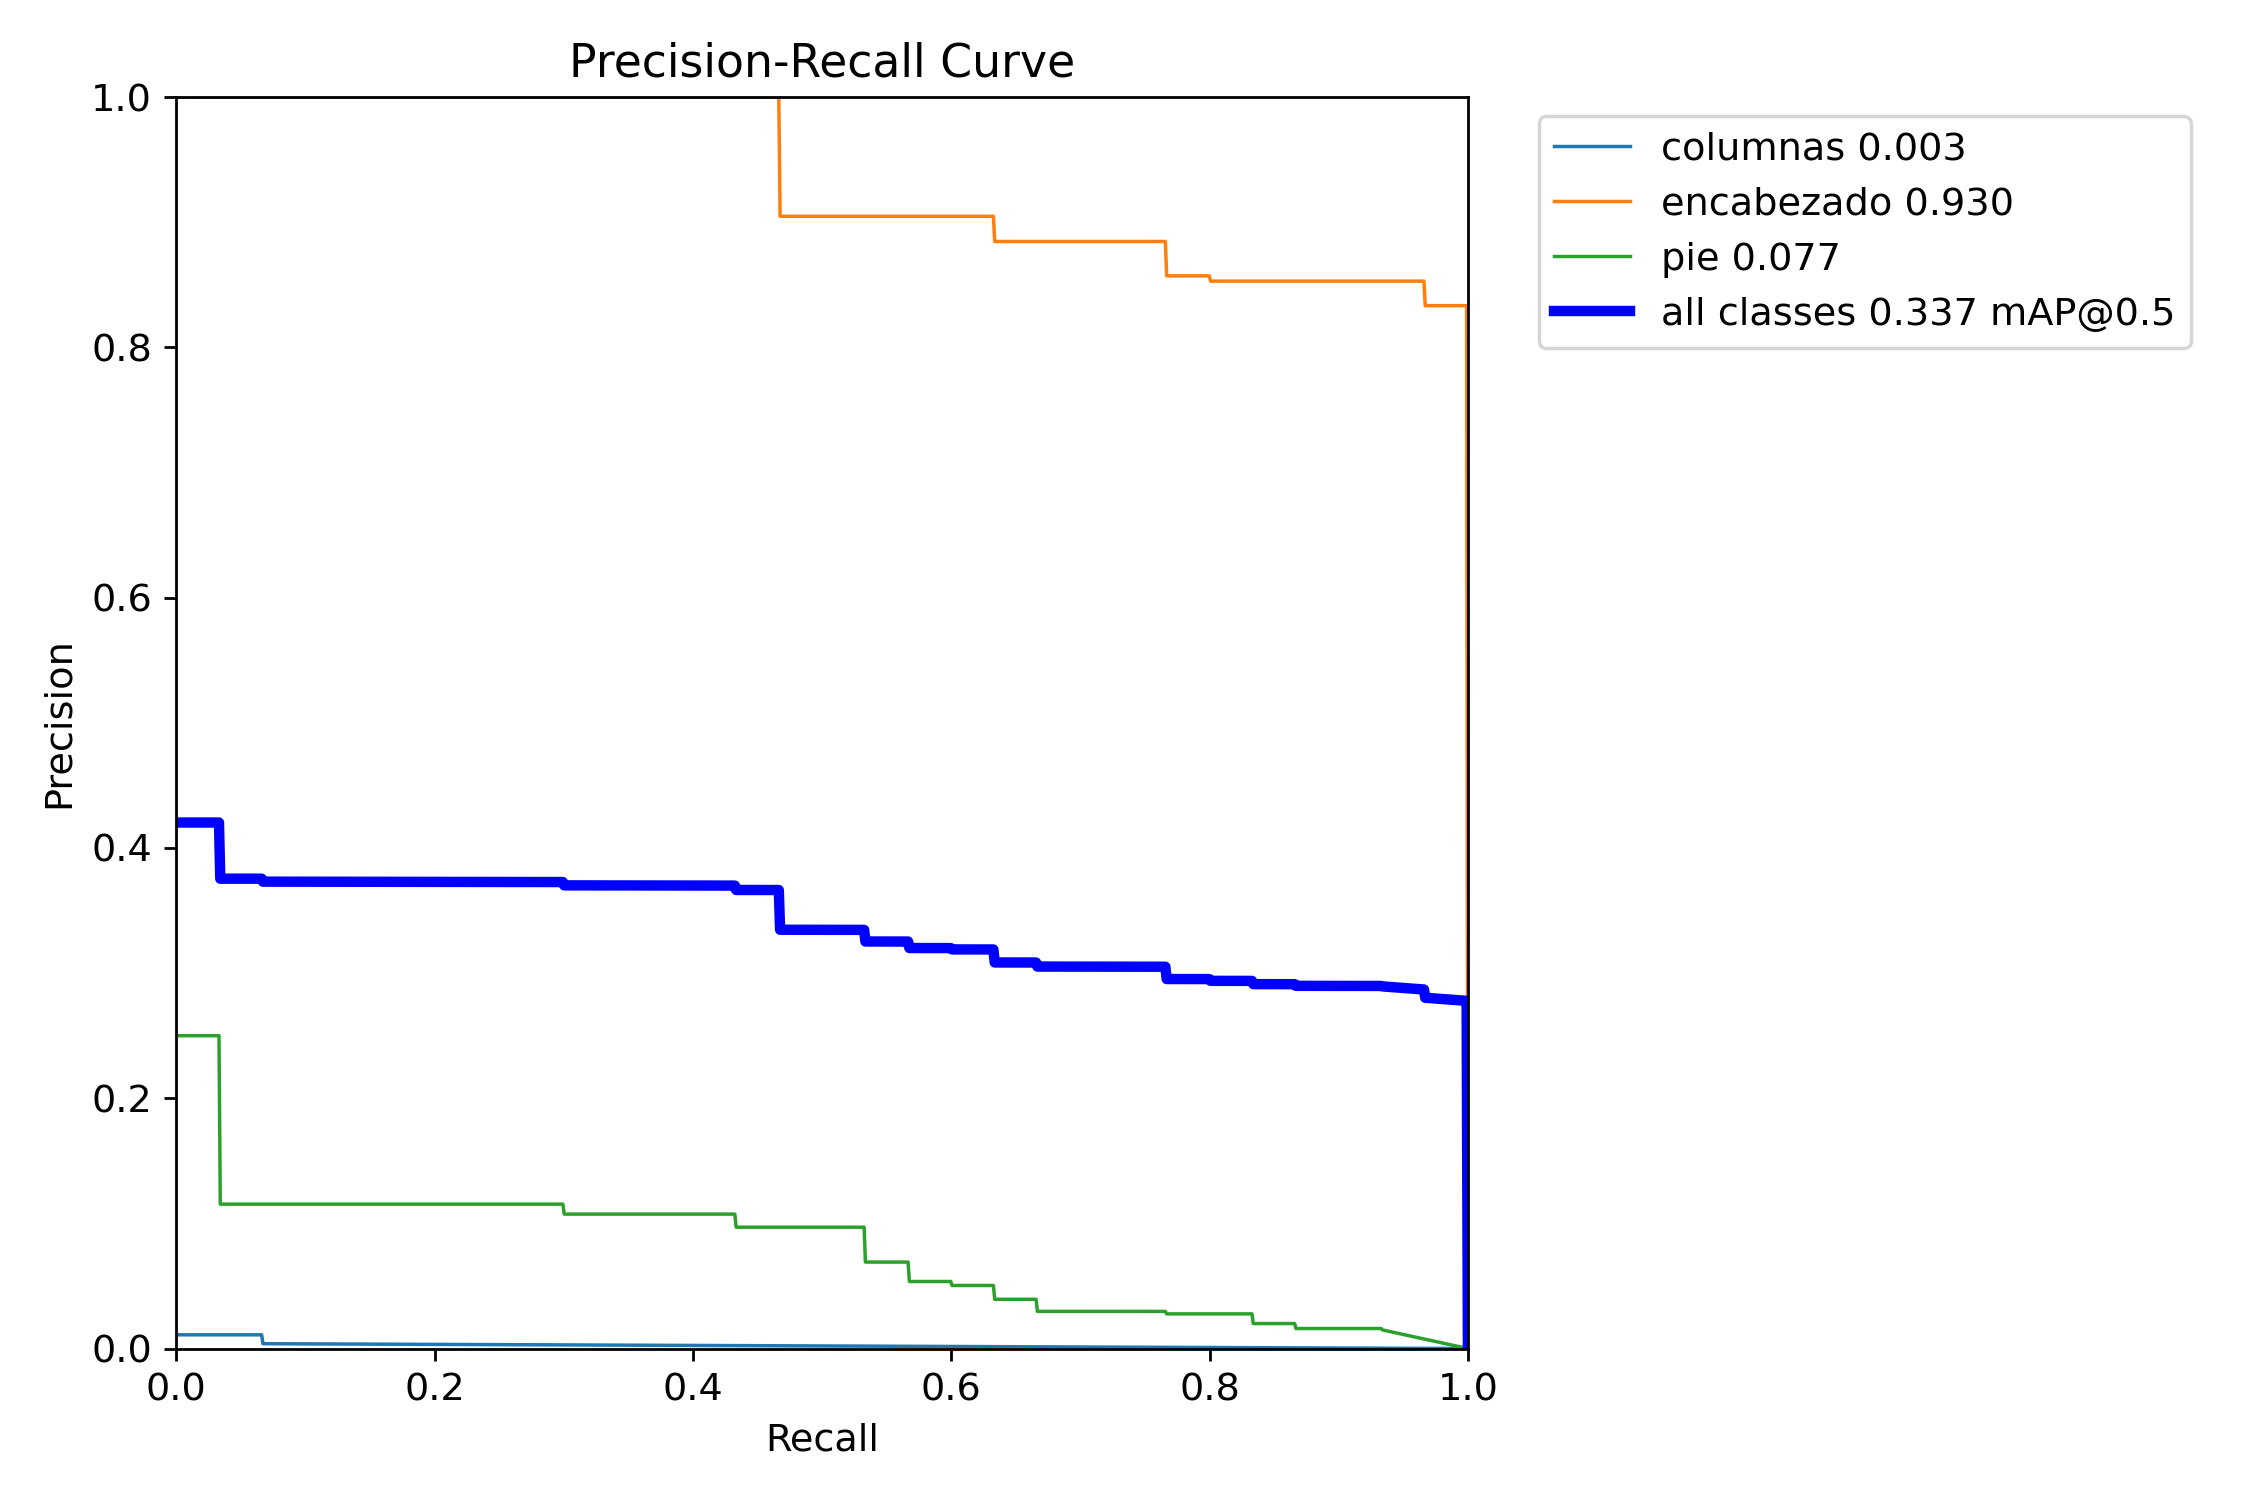 Precision-Recall Curve
1.0
0.8
0.6
0.4
0.2
0.0
Precision
0.0 0.2 0.4 0.6 0.8 1.0
Recall
columnas 0.003
encabezado 0.930
pie 0.077
all classes 0.337 mAP@0.5